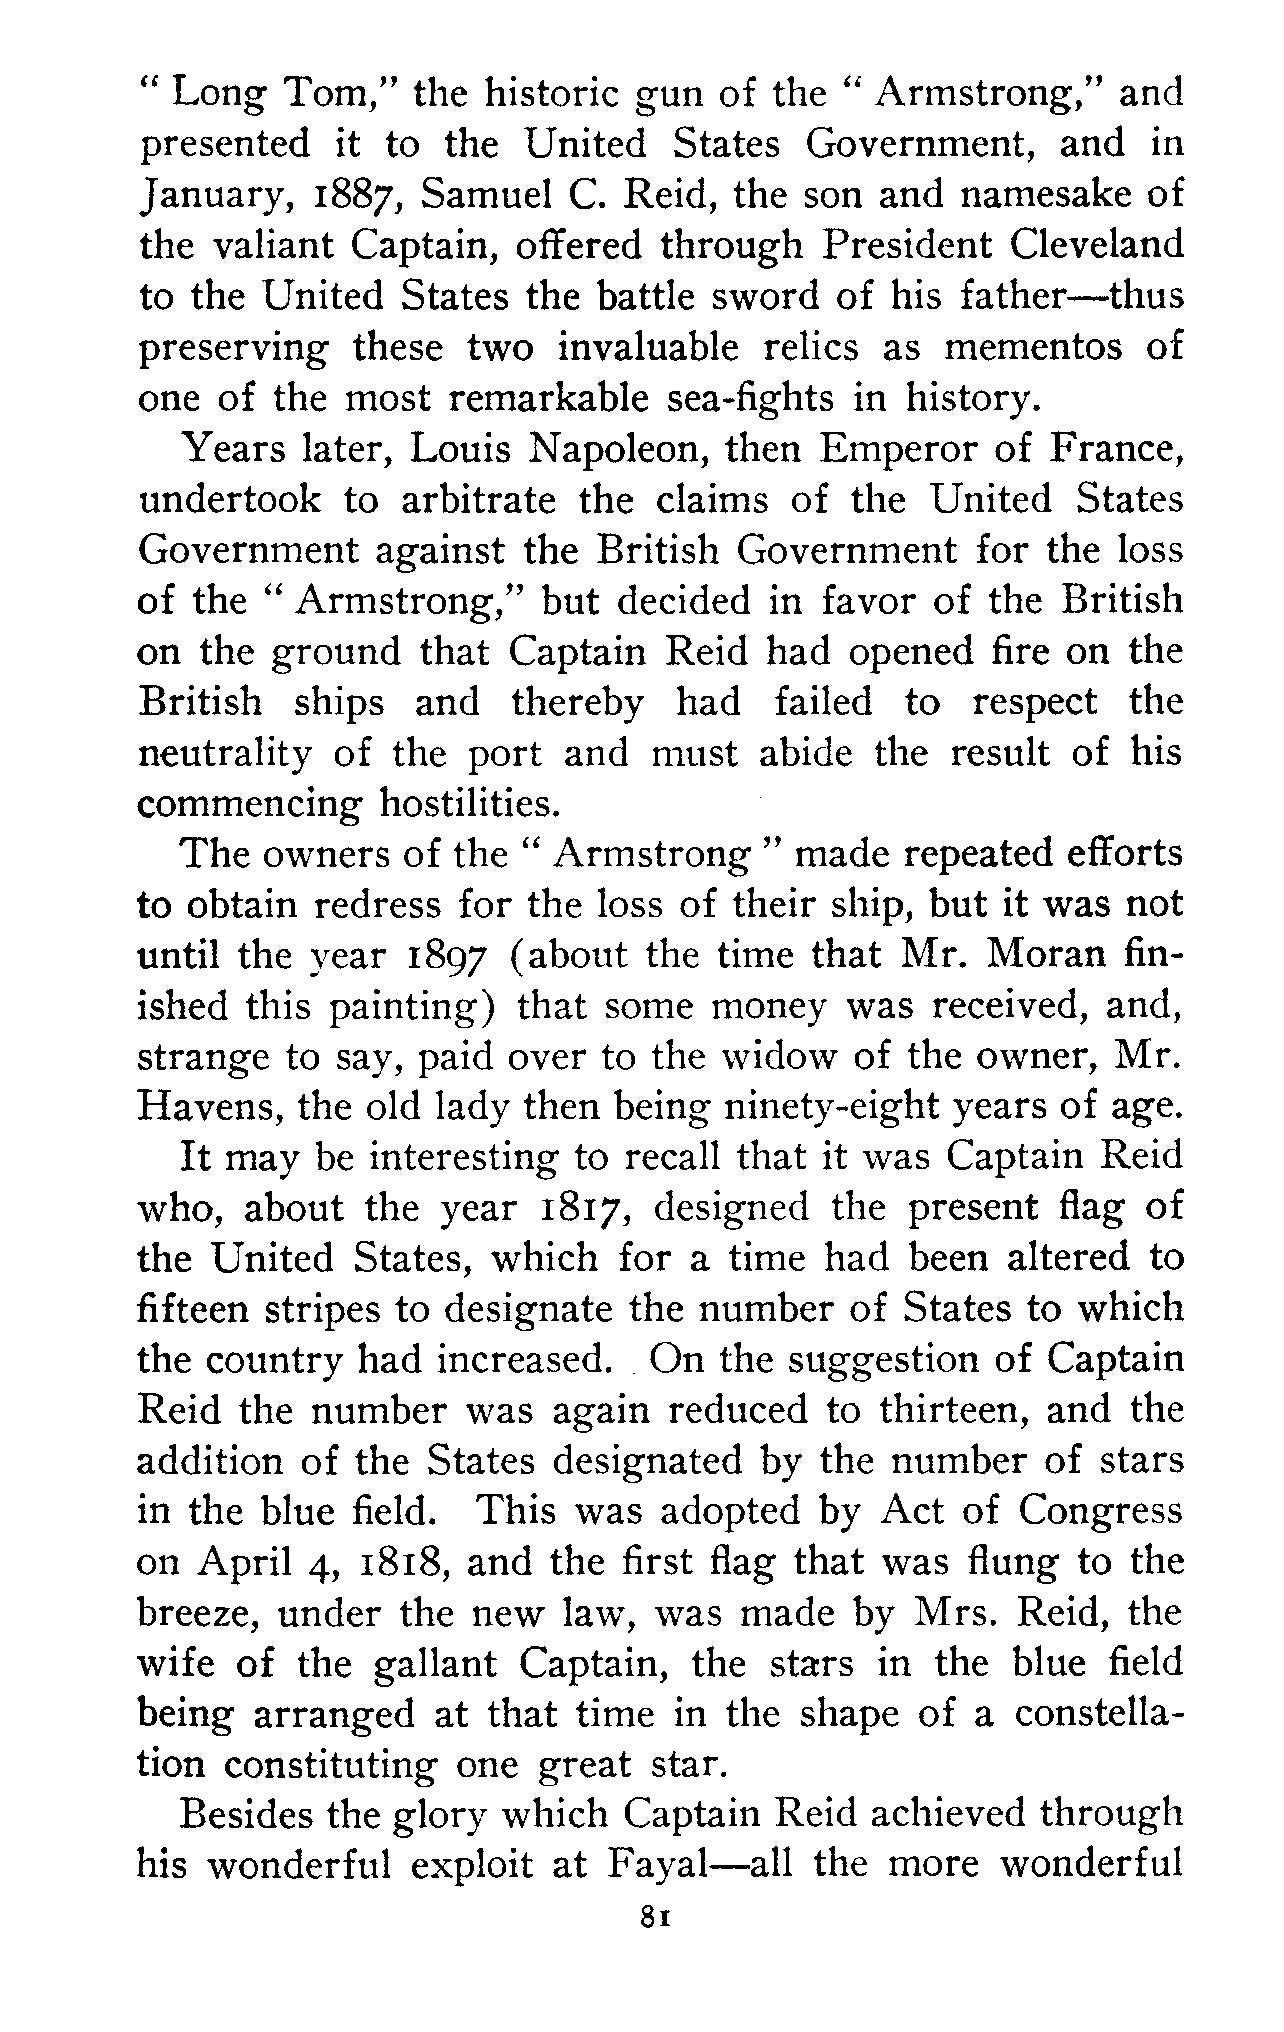 “ Long Tom,” the historic gun of the “ Armstrong,” and
presented it to the United States Government, and in
January, 1887, Samuel C. Reid, the son and namesake of
the valiant Captain, offered through President Cleveland
to the United States the battle sword of his father—thus
preserving these two invaluable relics as mementos of
one of the most remarkable sea-fights in history.
Years later, Louis Napoleon, then Emperor of France,
undertook to arbitrate the claims of the United States
Government against the British Government for the loss
of the “ Armstrong,” but decided in favor of the British
on the ground that Captain Reid had opened fire on the
British ships and thereby had failed to respect the
neutrality of the port and must abide the result of his
commencing hostilities.
The owners of the “ Armstrong ” made repeated efforts
to obtain redress for the loss of their ship, but it was not
until the year 1897 (about the time that Mr. Moran fin-
ished this painting) that some money was received, and,
strange to say, paid over to the widow of the owner, Mr.
Havens, the old lady then being ninety-eight years of age.
It may be interesting to recall that it was Captain Reid
who, about the year 1817, designed the present flag of
the United States, which for a time had been altered to
fifteen stripes to designate the number of States to which
the country had increased. On the suggestion of Captain
Reid the number was again reduced to thirteen, and the
addition of the States designated by the number of stars
in the blue field. This was adopted by Act of Congress
on April 4, 1818, and the first flag that was flung to the
breeze, under the new law, was made by Mrs. Reid, the
wife of the gallant Captain, the stars in the blue field
being arranged at that time in the shape of a constella-
tion constituting one great star.
Besides the glory which Captain Reid achieved through
his wonderful exploit at Fayal—all the more wonderful
81